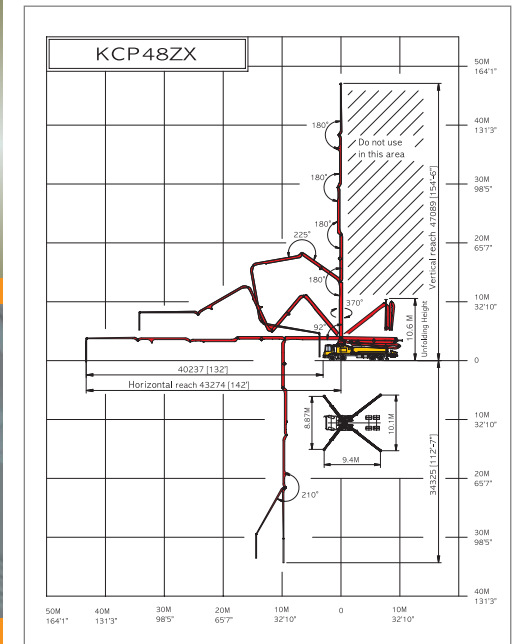 KCP48ZX
50M
164'1"
40M
131'3"
30M
98'5"
20M
65'7"
10M
32'10"
0
10M
32'10"
20M
65'7"
30M
98'5"
40M
131'3"
180°
180°
180°
225°
180°
370°
92°
210°
Do not use
in this area
Vertical reach 47089 [154'-6"]
10.6 M
Unfolding Height
40237 [132']
Horizontal reach 43274 [142']
34325 [112'-7"]
8.87M
10.1M
9.4M
50M
164'1"
40M
131'3"
30M
98'5"
20M
65'7"
10M
32'10"
0
10M
32'10"